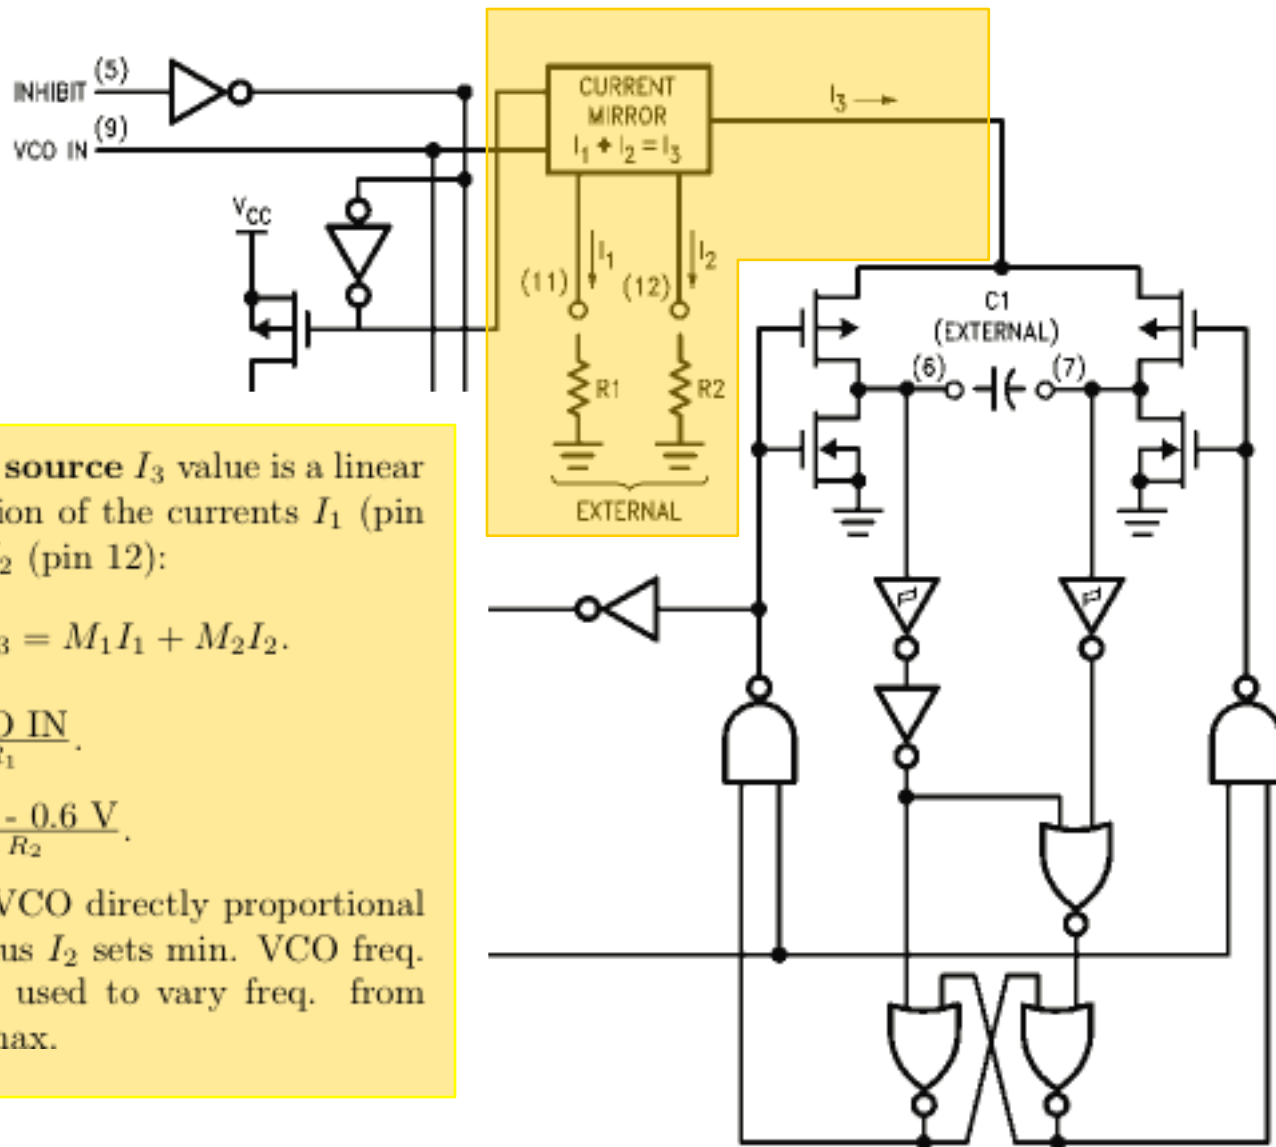 INHIBIT (5)
VCO IN (9)
CURRENT
MIRROR
I₁ + I₂ = I₃
I₃
V_CC
I₁
I₂
(11)
(12)
R1
R2
EXTERNAL
C1
(EXTERNAL)
(6)
(7)
source I₃ value is a linear
ion of the currents I₁ (pin
₂ (pin 12):
₃ = M₁I₁ + M₂I₂.
O IN
₁ .
- 0.6 V
R₂ .
VCO directly proportional
us I₂ sets min. VCO freq.
used to vary freq. from
nax.